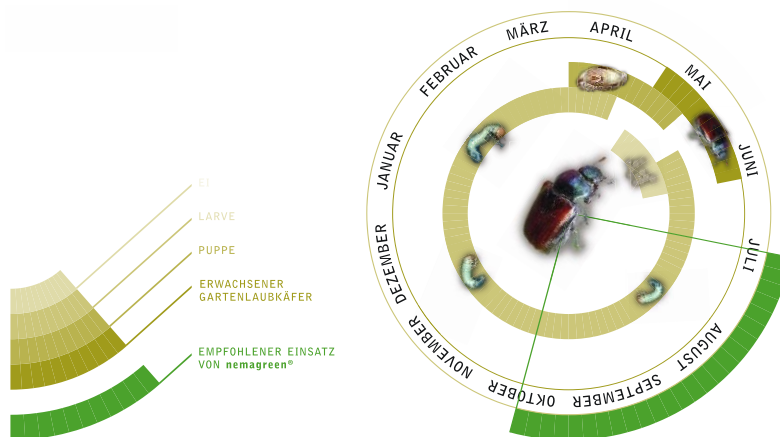 EI
LARVE
PUPPE
ERWACHSENER
GARTENLAUBKÄFER
EMPFOHLENER EINSATZ
VON nemagreen®
JANUAR
FEBRUAR
MÄRZ
APRIL
MAI
JUNI
JULI
AUGUST
SEPTEMBER
OKTOBER
NOVEMBER
DEZEMBER